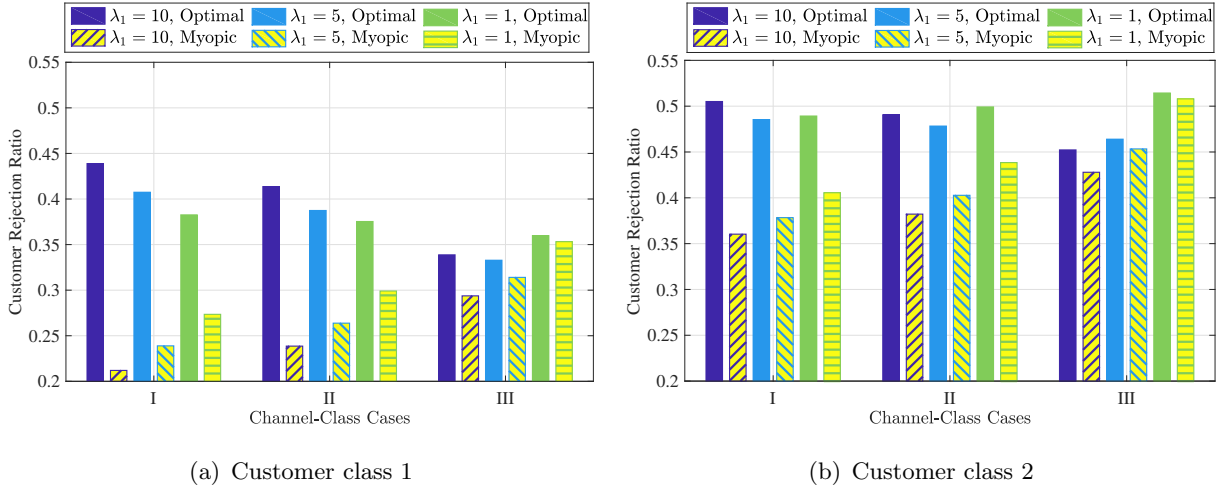 λ₁ = 10, Optimal λ₁ = 5, Optimal λ₁ = 1, Optimal
λ₁ = 10, Myopic λ₁ = 5, Myopic λ₁ = 1, Myopic
0.55
0.5
0.45
0.4
0.35
0.3
0.25
0.2
Customer Rejection Ratio
I II III
Channel-Class Cases
(a) Customer class 1
λ₁ = 10, Optimal λ₁ = 5, Optimal λ₁ = 1, Optimal
λ₁ = 10, Myopic λ₁ = 5, Myopic λ₁ = 1, Myopic
0.55
0.5
0.45
0.4
0.35
0.3
0.25
0.2
Customer Rejection Ratio
I II III
Channel-Class Cases
(b) Customer class 2